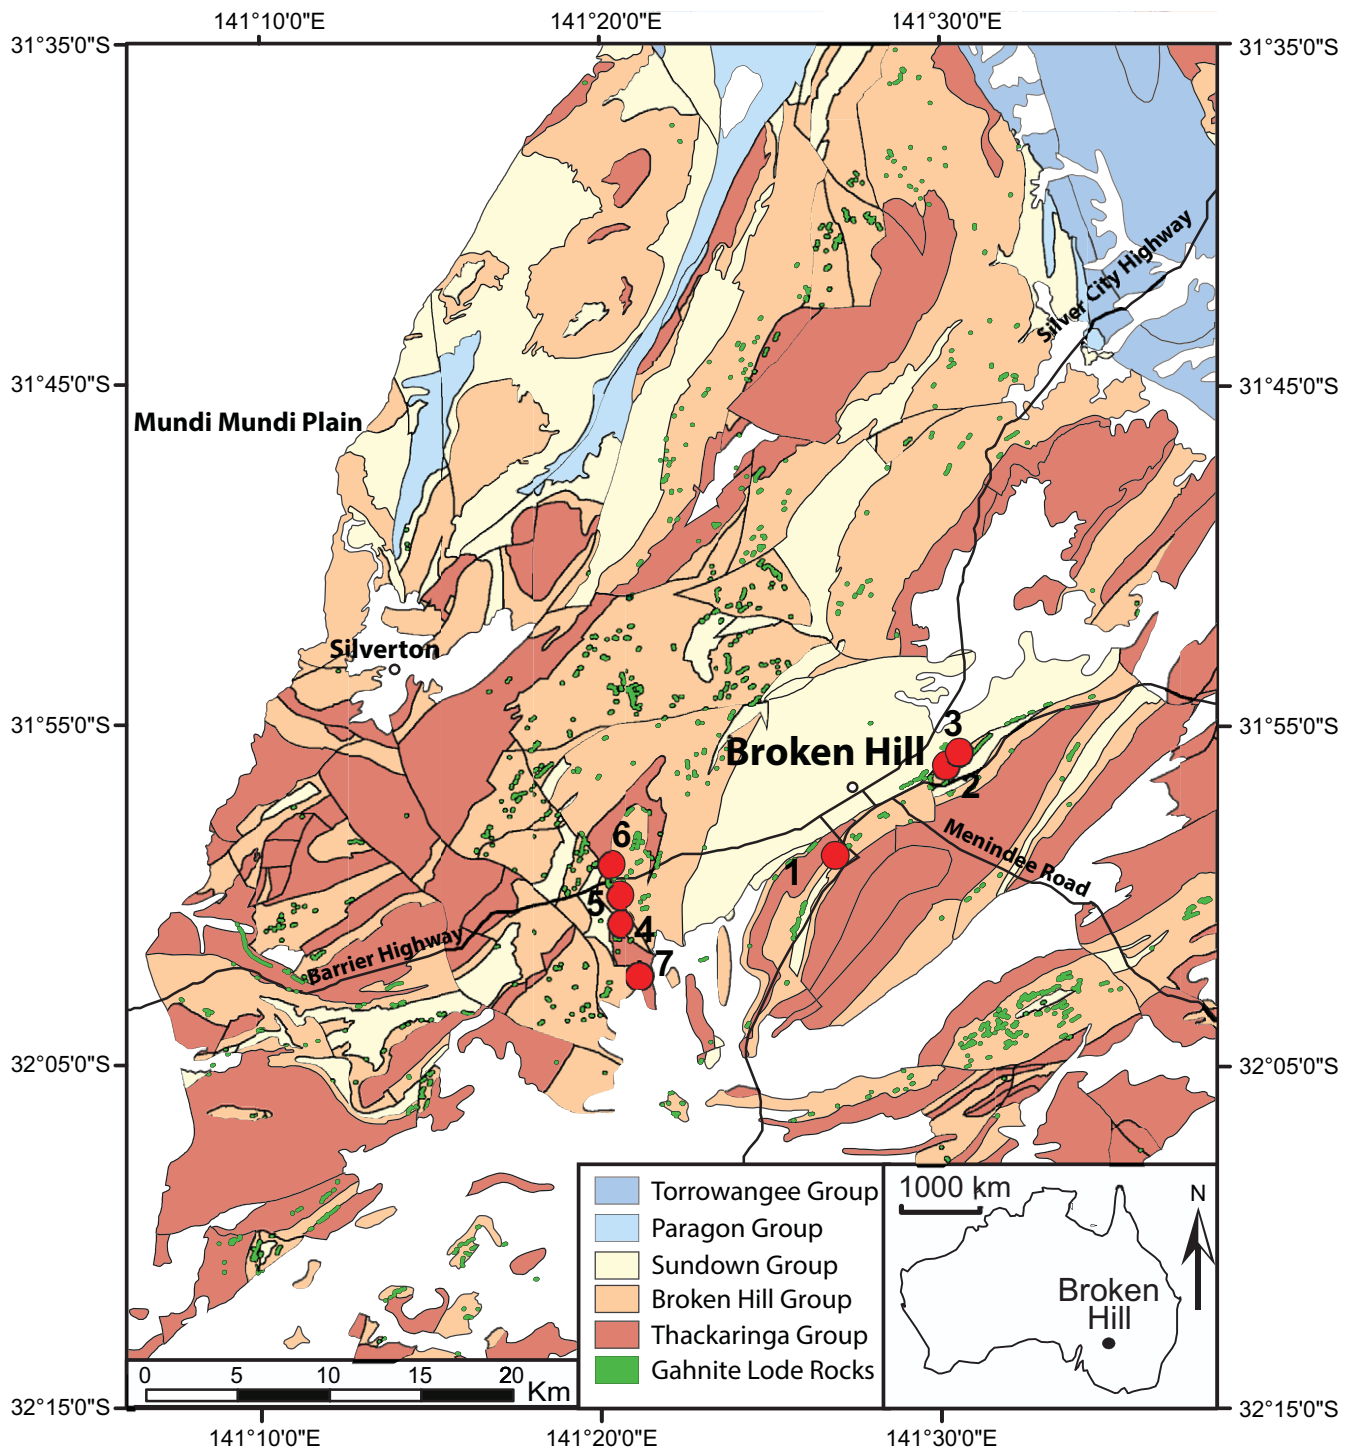 141°10'0"E
141°20'0"E
141°30'0"E
31°35'0"S
31°35'0"S
Silver City Highway
31°45'0"S
31°45'0"S
Mundi Mundi Plain
Silverton
31°55'0"S
31°55'0"S
3
Broken Hill
2
Menindee Road
6
1
5
4
7
Barrier Highway
32°05'0"S
32°05'0"S
Torrowangee Group
Paragon Group
Sundown Group
Broken Hill Group
Thackaringa Group
Gahnite Lode Rocks
1000 km
N
Broken
Hill
0 5 10 15 20 Km
32°15'0"S
32°15'0"S
141°10'0"E
141°20'0"E
141°30'0"E